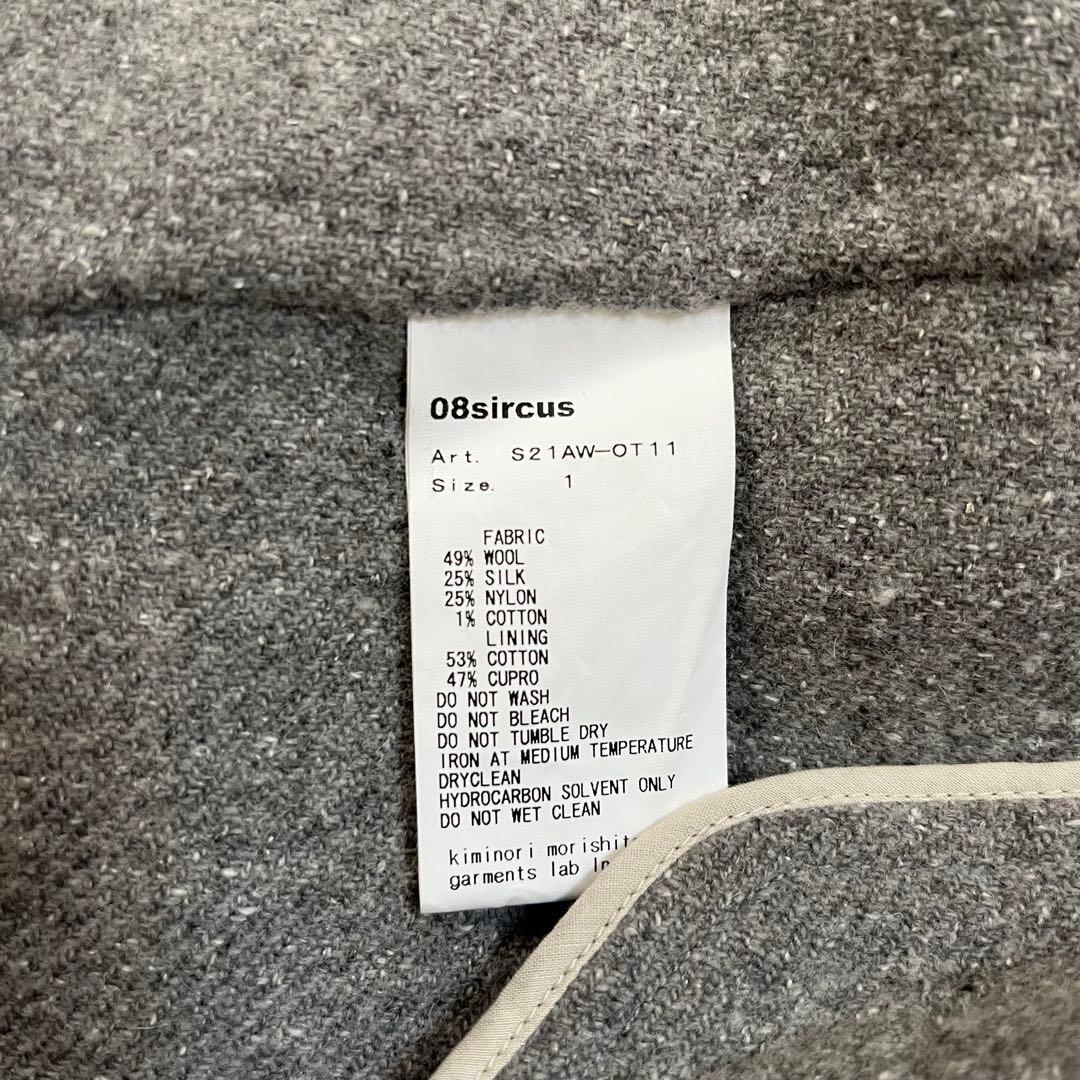 08sircus
Art. S21AW-OT11
Size. 1
FABRIC
49% WOOL
25% SILK
25% NYLON
1% COTTON
LINING
53% COTTON
47% CUPRO
DO NOT WASH
DO NOT BLEACH
DO NOT TUMBLE DRY
IRON AT MEDIUM TEMPERATURE
DRYCLEAN
HYDROCARBON SOLVENT ONLY
DO NOT WET CLEAN
kiminori
garments lab